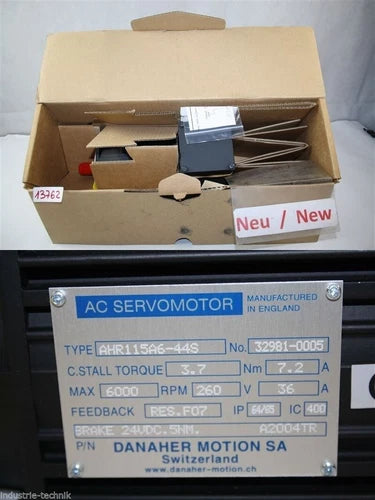 13762
Neu / New
AC SERVOMOTOR MANUFACTURED IN ENGLAND
TYPE AHR115A6-44S No. 32981-0005
C.STALL TORQUE 3.7 Nm 7.2 A
MAX 6000 RPM 260 V 36 A
FEEDBACK RES.F07 IP 64/65 IC 400
BRAKE 24VDC.5NM. A2004TR
P/N DANAHER MOTION SA
Switzerland
www.danaher-motion.ch
industrie-technik